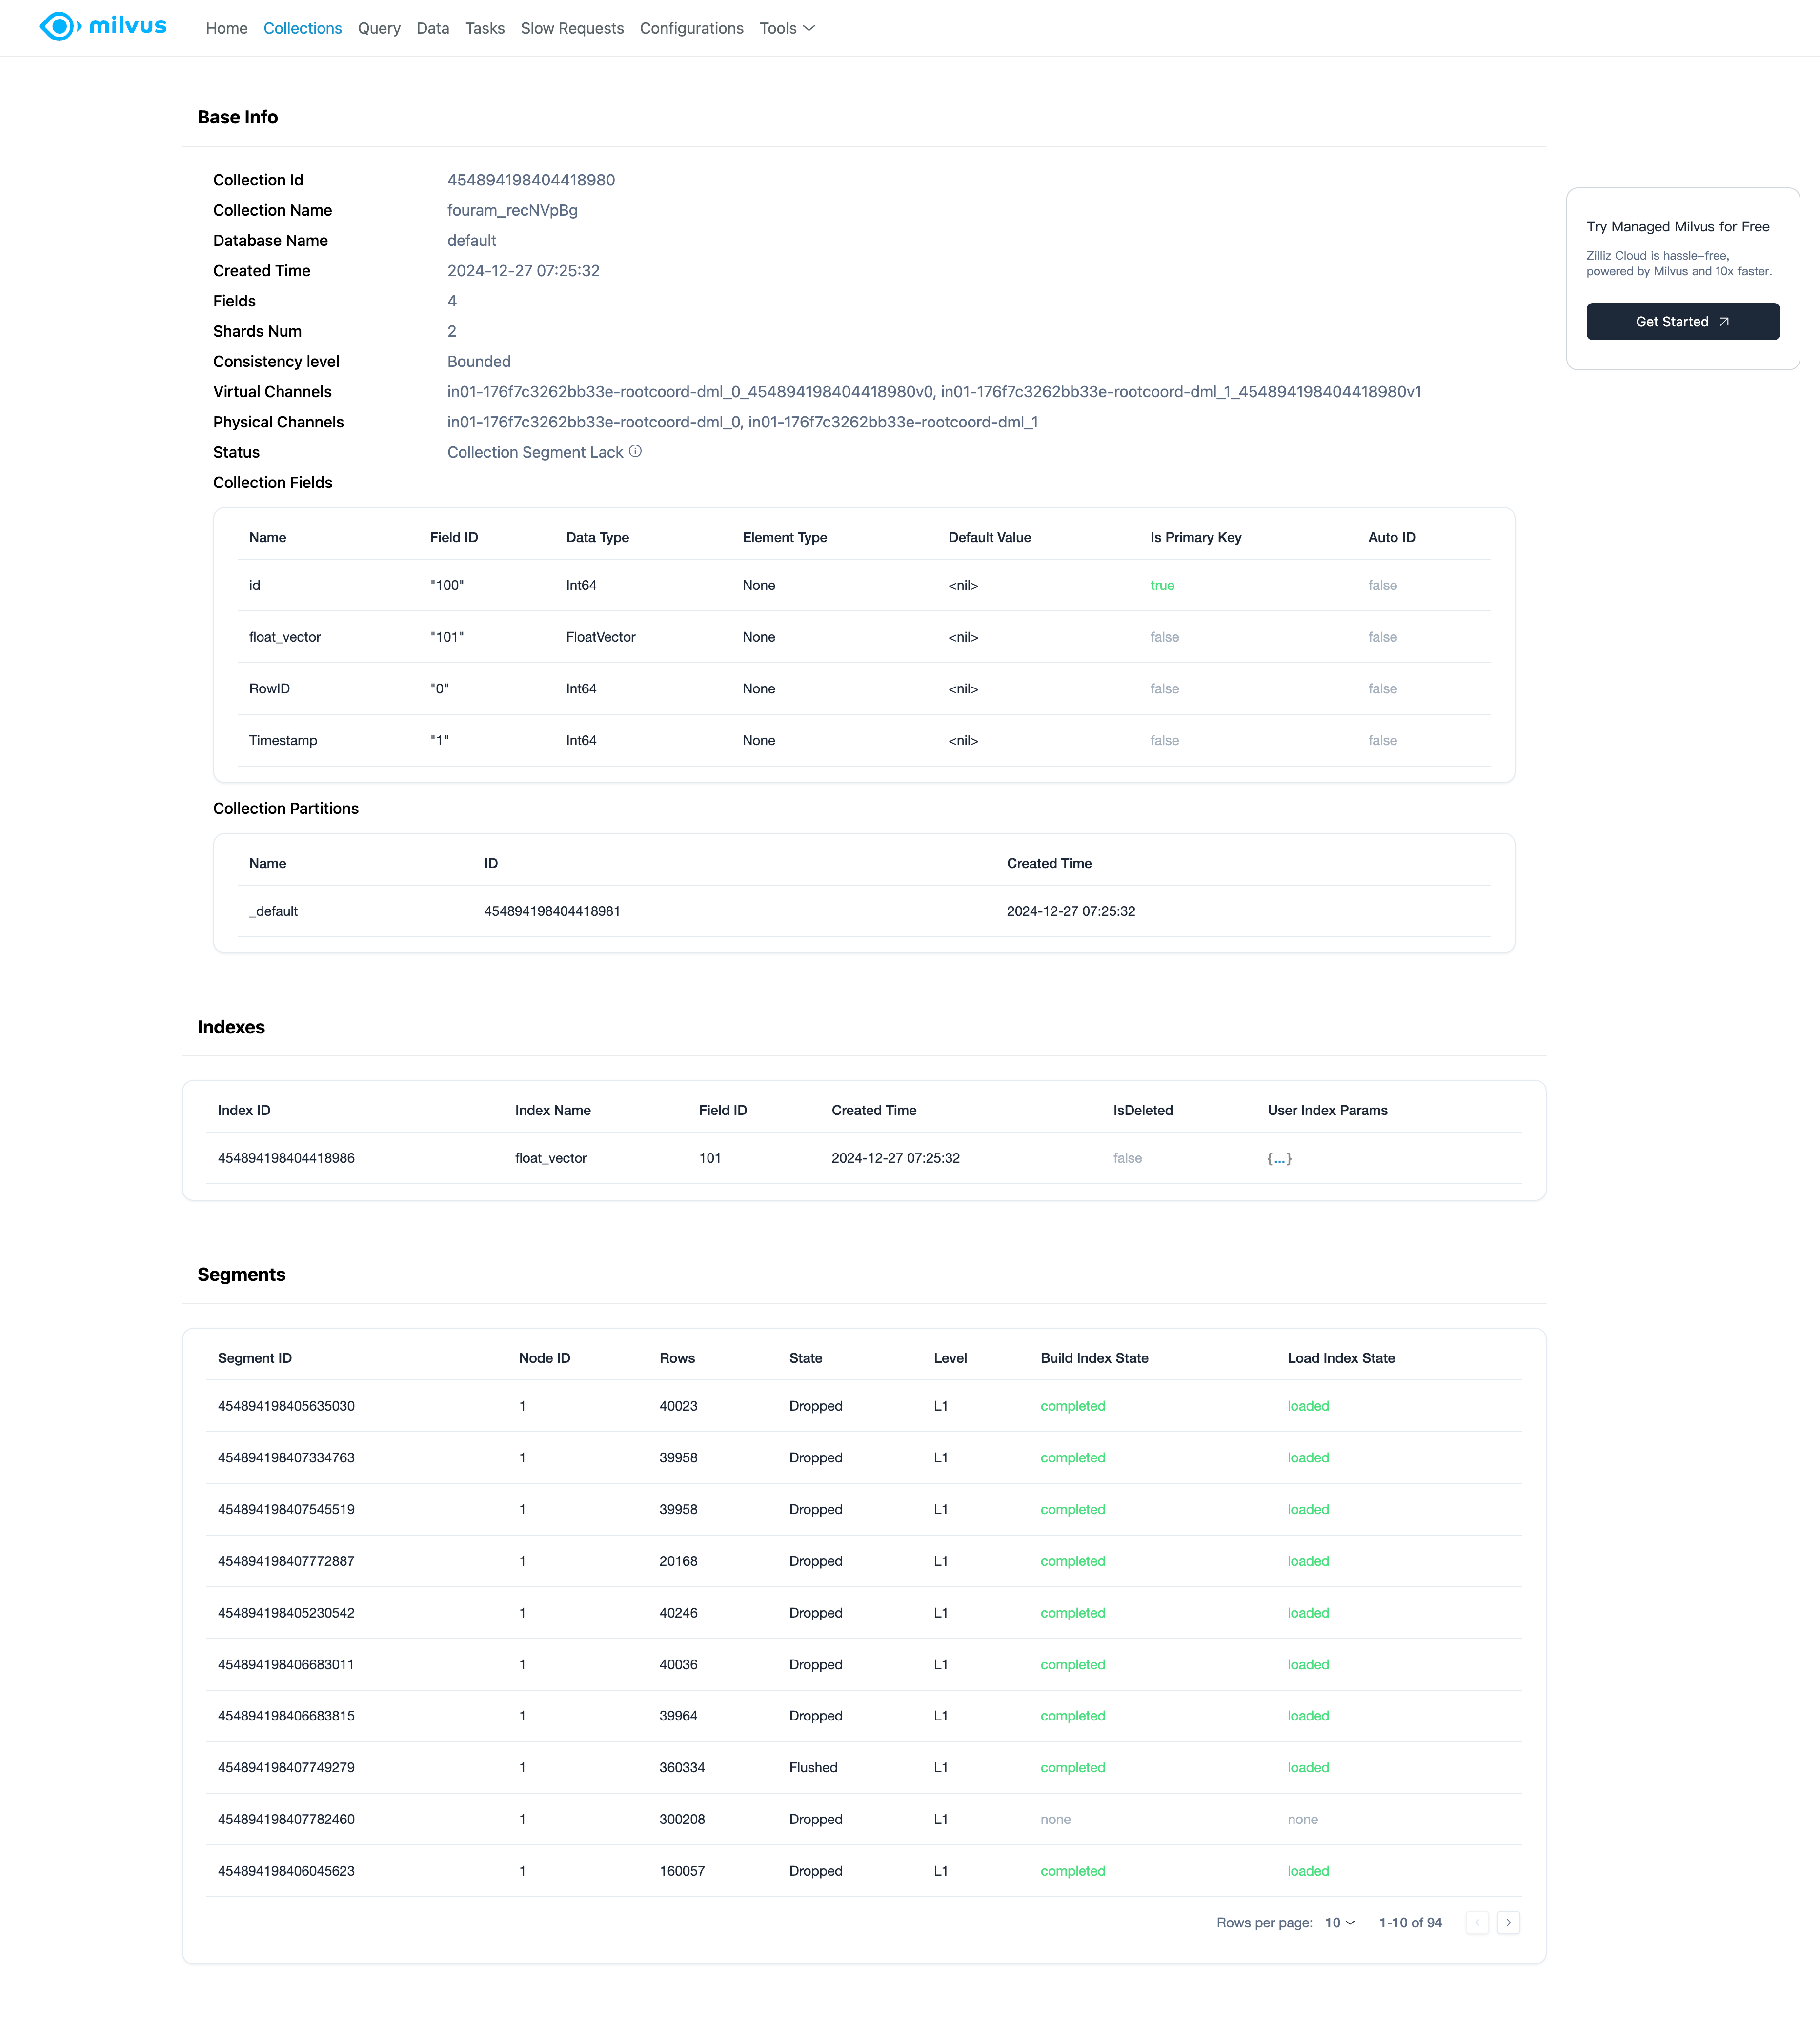 milvus Home Collections Query Data Tasks Slow Requests Configurations Tools
Base Info
Collection Id 454894198404418980
Collection Name fouram_recNVpBg
Database Name default
Created Time 2024-12-27 07:25:32
Fields 4
Shards Num 2
Consistency level Bounded
Virtual Channels in01-176f7c3262bb33e-rootcoord-dml_0_454894198404418980v0, in01-176f7c3262bb33e-rootcoord-dml_1_454894198404418980v1
Physical Channels in01-176f7c3262bb33e-rootcoord-dml_0, in01-176f7c3262bb33e-rootcoord-dml_1
Status Collection Segment Lack
Collection Fields
Name Field ID Data Type Element Type Default Value Is Primary Key Auto ID
id "100" Int64 None <nil> true false
float_vector "101" FloatVector None <nil> false false
RowID "0" Int64 None <nil> false false
Timestamp "1" Int64 None <nil> false false
Collection Partitions
Name ID Created Time
_default 454894198404418981 2024-12-27 07:25:32
Indexes
Index ID Index Name Field ID Created Time IsDeleted User Index Params
454894198404418986 float_vector 101 2024-12-27 07:25:32 false {...}
Segments
Segment ID Node ID Rows State Level Build Index State Load Index State
454894198405635030 1 40023 Dropped L1 completed loaded
454894198407334763 1 39958 Dropped L1 completed loaded
454894198407545519 1 39958 Dropped L1 completed loaded
454894198407772887 1 20168 Dropped L1 completed loaded
454894198405230542 1 40246 Dropped L1 completed loaded
454894198406683011 1 40036 Dropped L1 completed loaded
454894198406683815 1 39964 Dropped L1 completed loaded
454894198407749279 1 360334 Flushed L1 completed loaded
454894198407782460 1 300208 Dropped L1 none none
454894198406045623 1 160057 Dropped L1 completed loaded
Rows per page: 10 1-10 of 94
Try Managed Milvus for Free
Zilliz Cloud is hassle-free,
powered by Milvus and 10x faster.
Get Started